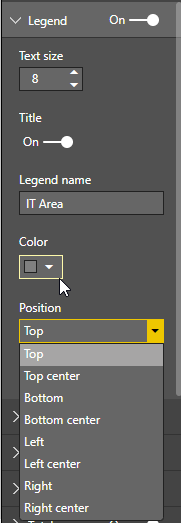 Legend On
Text size
8
Title
On
Legend name
IT Area
Color
Position
Top
Top
Top center
Bottom
Bottom center
Left
Left center
Right
Right center